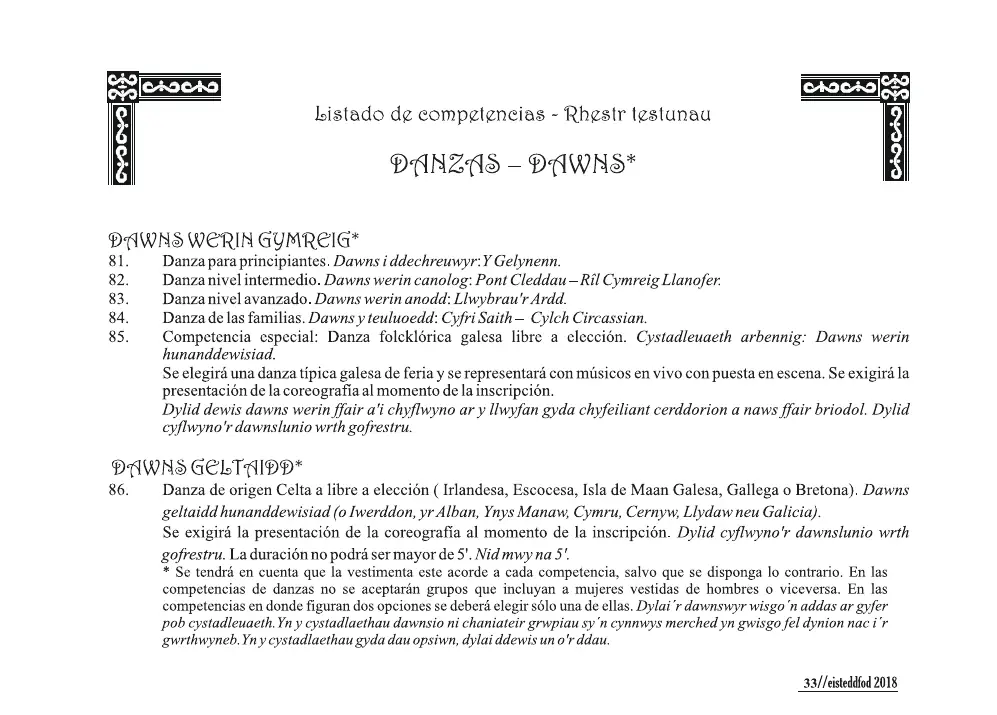 Listado de competencias - Rhestr testunau
DANZAS – DAWNS*
DAWNS WERIN GYMREIG*
81. Danza para principiantes. Dawns i ddechreuwyr: Y Gelynenn.
82. Danza nivel intermedio. Dawns werin canolog: Pont Cleddau – Rîl Cymreig Llanofer.
83. Danza nivel avanzado. Dawns werin anodd: Llwybrau'r Ardd.
84. Danza de las familias. Dawns y teuluoedd: Cyfri Saith – Cylch Circassian.
85. Competencia especial: Danza folcklórica galesa libre a elección. Cystadleuaeth arbennig: Dawns werin
hunanddewisiad.
Se elegirá una danza típica galesa de feria y se representará con músicos en vivo con puesta en escena. Se exigirá la
presentación de la coreografía al momento de la inscripción.
Dylid dewis dawns werin ffair a'i chyflwyno ar y llwyfan gyda chyfeiliant cerddorion a naws ffair briodol. Dylid
cyflwyno'r dawnslunio wrth gofrestru.
DAWNS GELTAIDD*
86. Danza de origen Celta a libre a elección ( Irlandesa, Escocesa, Isla de Maan Galesa, Gallega o Bretona). Dawns
geltaidd hunanddewisiad (o Iwerddon, yr Alban, Ynys Manaw, Cymru, Cernyw, Llydaw neu Galicia).
Se exigirá la presentación de la coreografía al momento de la inscripción. Dylid cyflwyno'r dawnslunio wrth
gofrestru. La duración no podrá ser mayor de 5'. Nid mwy na 5'.
* Se tendrá en cuenta que la vestimenta este acorde a cada competencia, salvo que se disponga lo contrario. En las
competencias de danzas no se aceptarán grupos que incluyan a mujeres vestidas de hombres o viceversa. En las
competencias en donde figuran dos opciones se deberá elegir sólo una de ellas. Dylai´r dawnswyr wisgo´n addas ar gyfer
pob cystadleuaeth.Yn y cystadlaethau dawnsio ni chaniateir grwpiau sy´n cynnwys merched yn gwisgo fel dynion nac i´r
gwrthwyneb.Yn y cystadlaethau gyda dau opsiwn, dylai ddewis un o'r ddau.
33//eisteddfod 2018